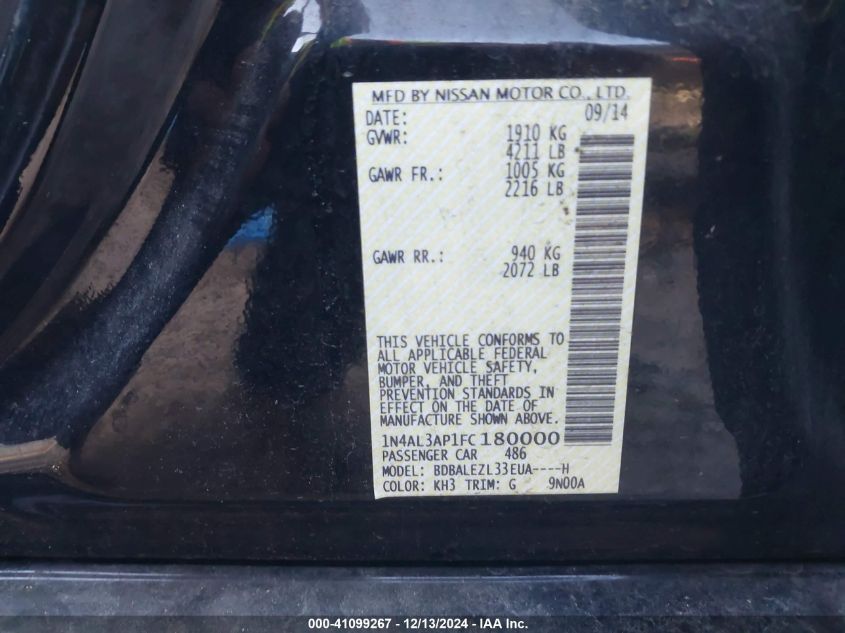 MFD BY NISSAN MOTOR CO., LTD.
DATE: 09/14
GVWR: 1910 KG
4211 LB
GAWR FR.: 1005 KG
2216 LB
GAWR RR.: 940 KG
2072 LB
THIS VEHICLE CONFORMS TO
ALL APPLICABLE FEDERAL
MOTOR VEHICLE SAFETY,
BUMPER, AND THEFT
PREVENTION STANDARDS IN
EFFECT ON THE DATE OF
MANUFACTURE SHOWN ABOVE.
1N4AL3AP1FC180000
PASSENGER CAR 486
MODEL: BDBALEZL33EUA----H
COLOR: KH3 TRIM: G 9N00A
000-41099267 - 12/13/2024 - IAA Inc.